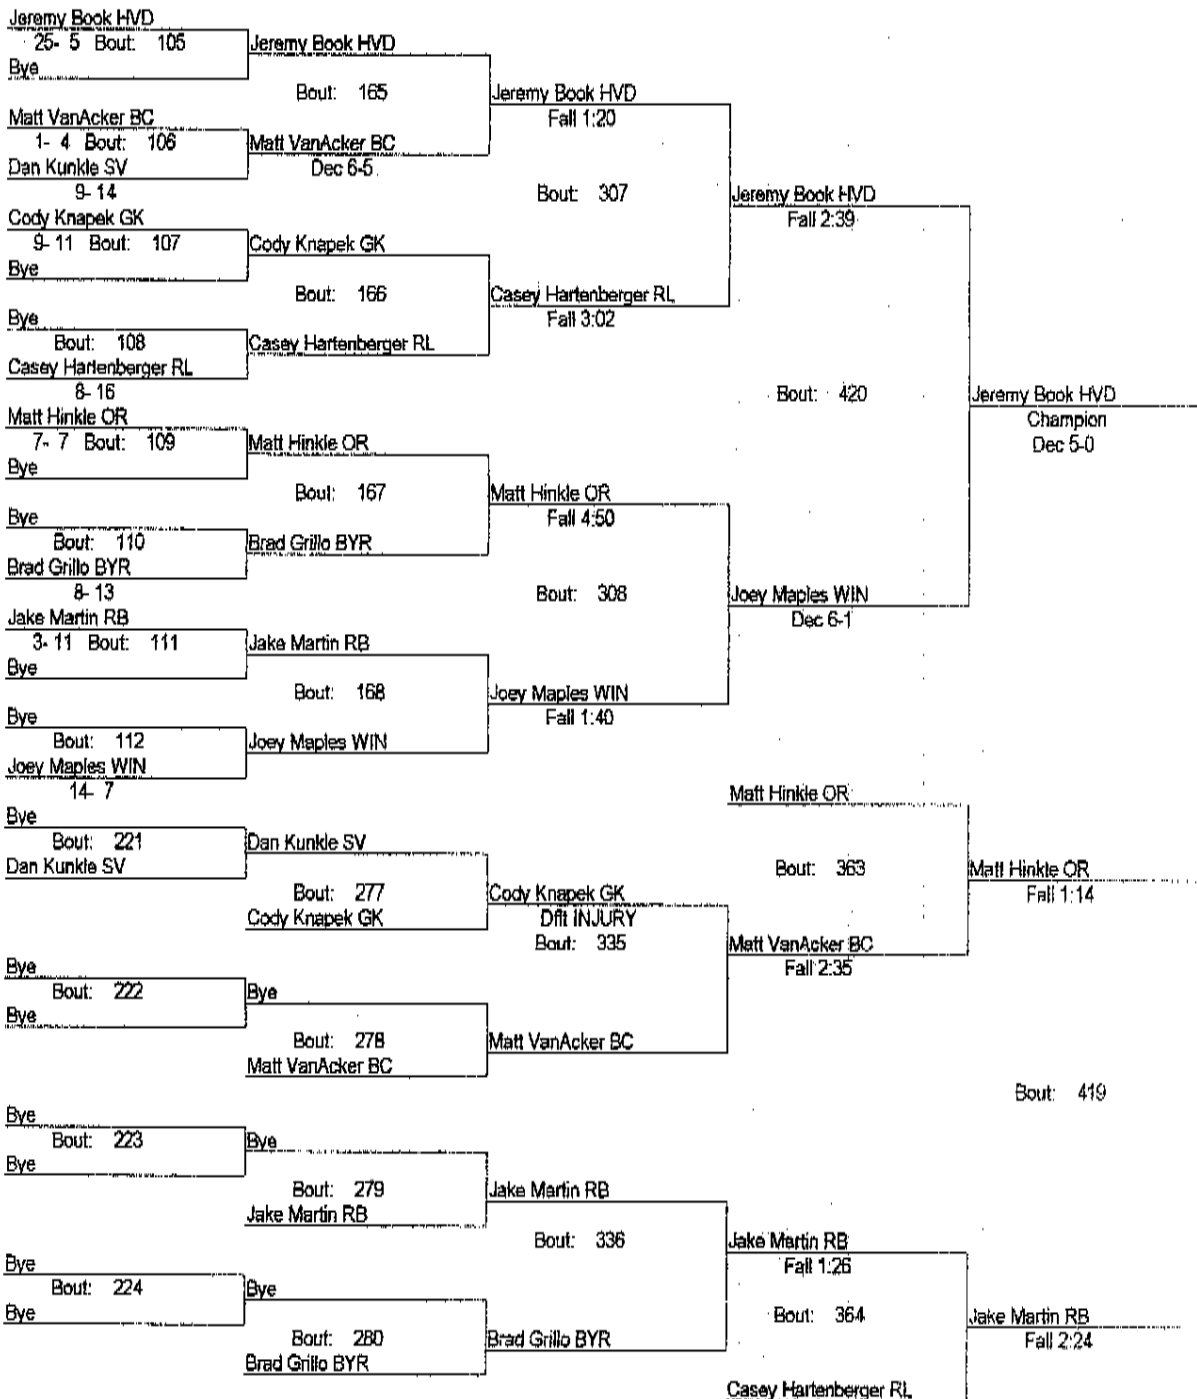 Jeremy Book HVD
25- 5 Bout: 105
Bye
Jeremy Book HVD
Bout: 165
Matt VanAcker BC
1- 4 Bout: 106
Dan Kunkle SV
9- 14
Matt VanAcker BC
Dec 6-5
Jeremy Book HVD
Fall 1:20
Bout: 307
Cody Knapek GK
9- 11 Bout: 107
Bye
Cody Knapek GK
Bout: 166
Bye
Bout: 108
Casey Hartenberger RL
8- 16
Casey Hartenberger RL
Casey Hartenberger RL
Fall 3:02
Jeremy Book HVD
Fall 2:39
Bout: 420
Jeremy Book HVD
Champion
Dec 5-0
Matt Hinkle OR
7- 7 Bout: 109
Bye
Matt Hinkle OR
Bout: 167
Bye
Bout: 110
Brad Grillo BYR
8- 13
Brad Grillo BYR
Matt Hinkle OR
Fall 4:50
Bout: 308
Jake Martin RB
3- 11 Bout: 111
Bye
Jake Martin RB
Bout: 168
Bye
Bout: 112
Joey Maples WIN
14- 7
Joey Maples WIN
Joey Maples WIN
Fall 1:40
Joey Maples WIN
Dec 6-1
Bye
Bout: 221
Dan Kunkle SV
Dan Kunkle SV
Bout: 277
Cody Knapek GK
Cody Knapek GK
Dflt INJURY
Bout: 335
Bye
Bout: 222
Bye
Bye
Bout: 278
Matt VanAcker BC
Matt VanAcker BC
Matt Hinkle OR
Bout: 363
Matt VanAcker BC
Fall 2:35
Matt Hinkle OR
Fall 1:14
Bout: 419
Bye
Bout: 223
Bye
Bye
Bout: 279
Jake Martin RB
Jake Martin RB
Bout: 336
Bye
Bout: 224
Bye
Bye
Bout: 280
Brad Grillo BYR
Brad Grillo BYR
Jake Martin RB
Fall 1:26
Bout: 364
Casey Hartenberger RL
Jake Martin RB
Fall 2:24